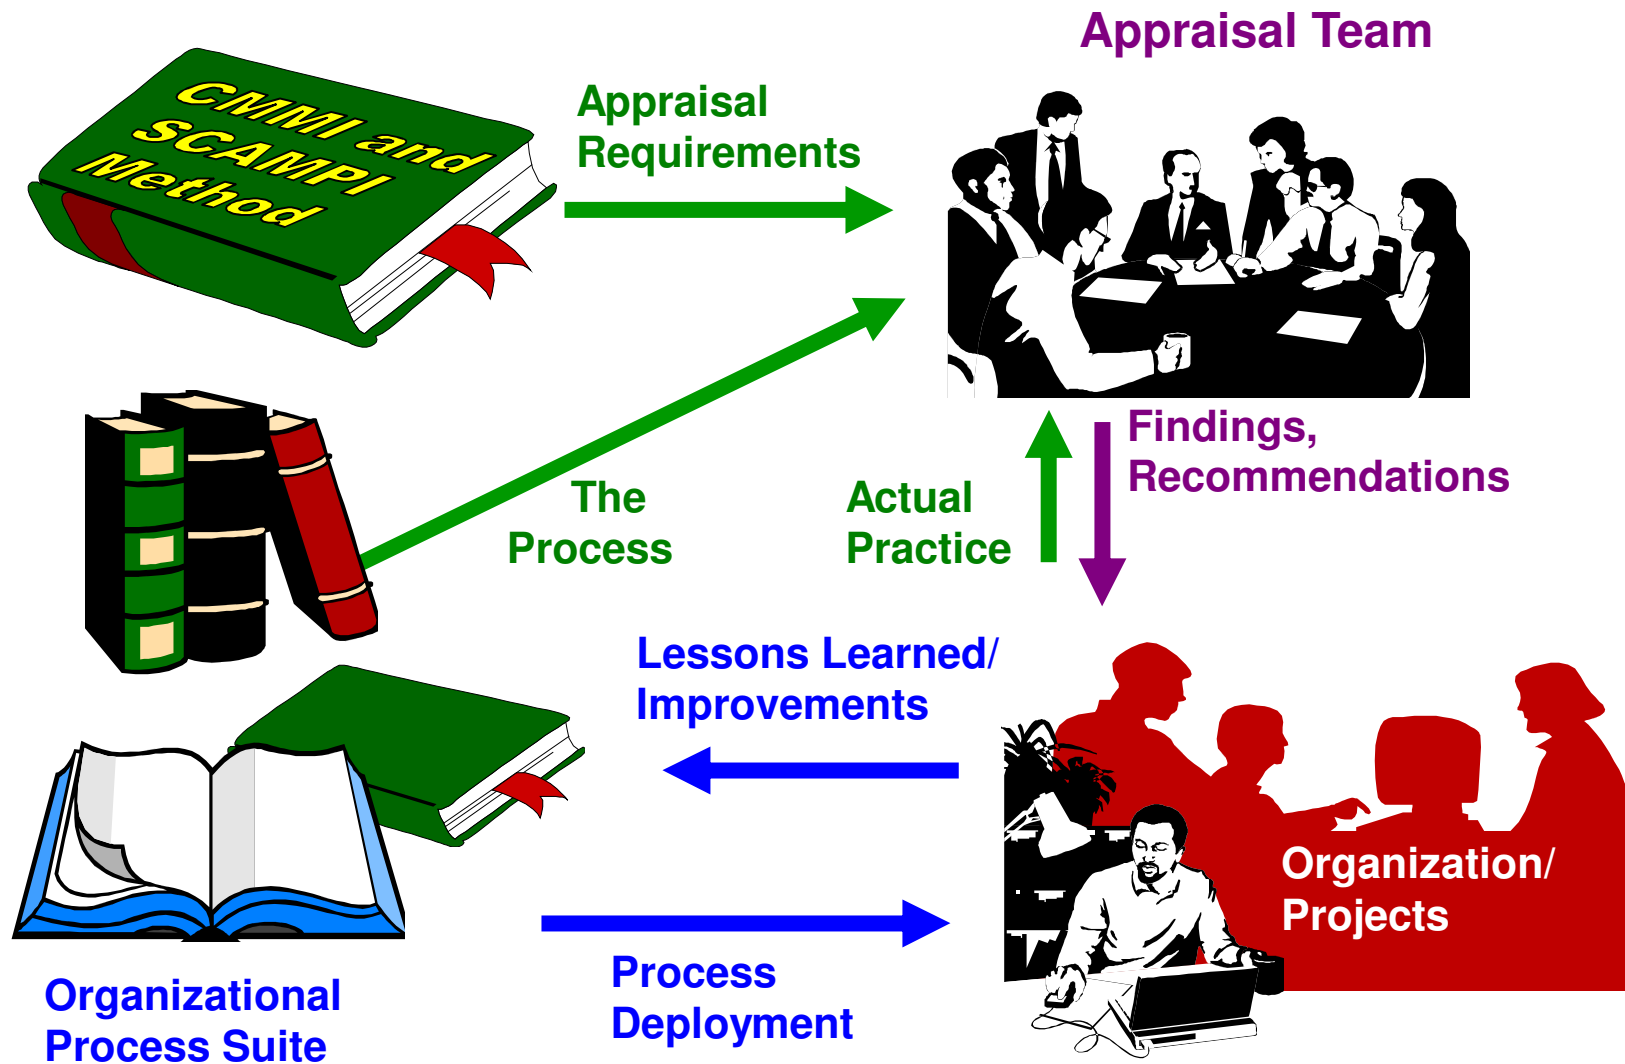 Appraisal Team
CMMI and
SCAMPI
Method
Appraisal
Requirements
Findings,
Recommendations
The
Process
Actual
Practice
Lessons Learned/
Improvements
Organization/
Projects
Process
Deployment
Organizational
Process Suite